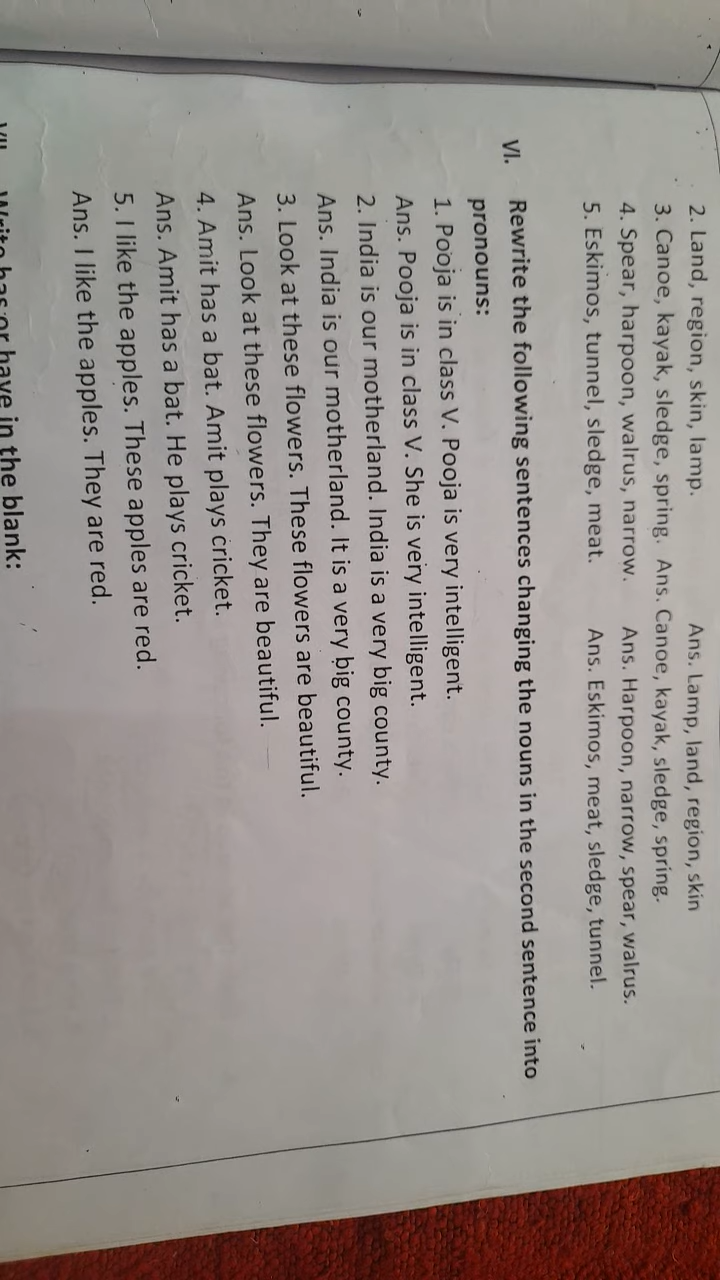 2. Land, region, skin, lamp. Ans. Lamp, land, region, skin
3. Canoe, kayak, sledge, spring. Ans. Canoe, kayak, sledge, spring.
4. Spear, harpoon, walrus, narrow. Ans. Harpoon, narrow, spear, walrus.
5. Eskimos, tunnel, sledge, meat. Ans. Eskimos, meat, sledge, tunnel.
VI. Rewrite the following sentences changing the nouns in the second sentence into
pronouns:
1. Pooja is in class V. Pooja is very intelligent.
Ans. Pooja is in class V. She is very intelligent.
2. India is our motherland. India is a very big county.
Ans. India is our motherland. It is a very big county.
3. Look at these flowers. These flowers are beautiful.
Ans. Look at these flowers. They are beautiful.
4. Amit has a bat. Amit plays cricket.
Ans. Amit has a bat. He plays cricket.
5. I like the apples. These apples are red.
Ans. I like the apples. They are red.
VII. Write has or have in the blank: